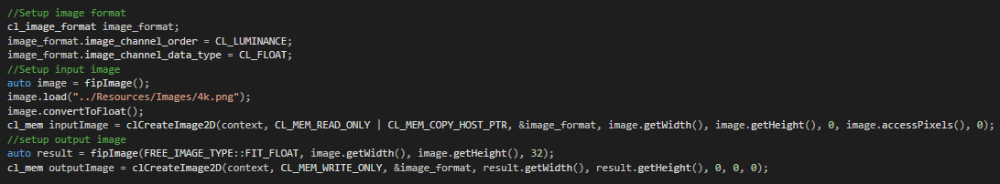 //Setup image format
cl_image_format image_format;
image_format.image_channel_order = CL_LUMINANCE;
image_format.image_channel_data_type = CL_FLOAT;
//Setup input image
auto image = fipImage();
image.load("../Resources/Images/4k.png");
image.convertToFloat();
cl_mem inputImage = clCreateImage2D(context, CL_MEM_READ_ONLY | CL_MEM_COPY_HOST_PTR, &image_format, image.getWidth(), image.getHeight(), 0, image.accessPixels(), 0);
//setup output image
auto result = fipImage(FREE_IMAGE_TYPE::FIT_FLOAT, image.getWidth(), image.getHeight(), 32);
cl_mem outputImage = clCreateImage2D(context, CL_MEM_WRITE_ONLY, &image_format, result.getWidth(), result.getHeight(), 0, 0, 0);